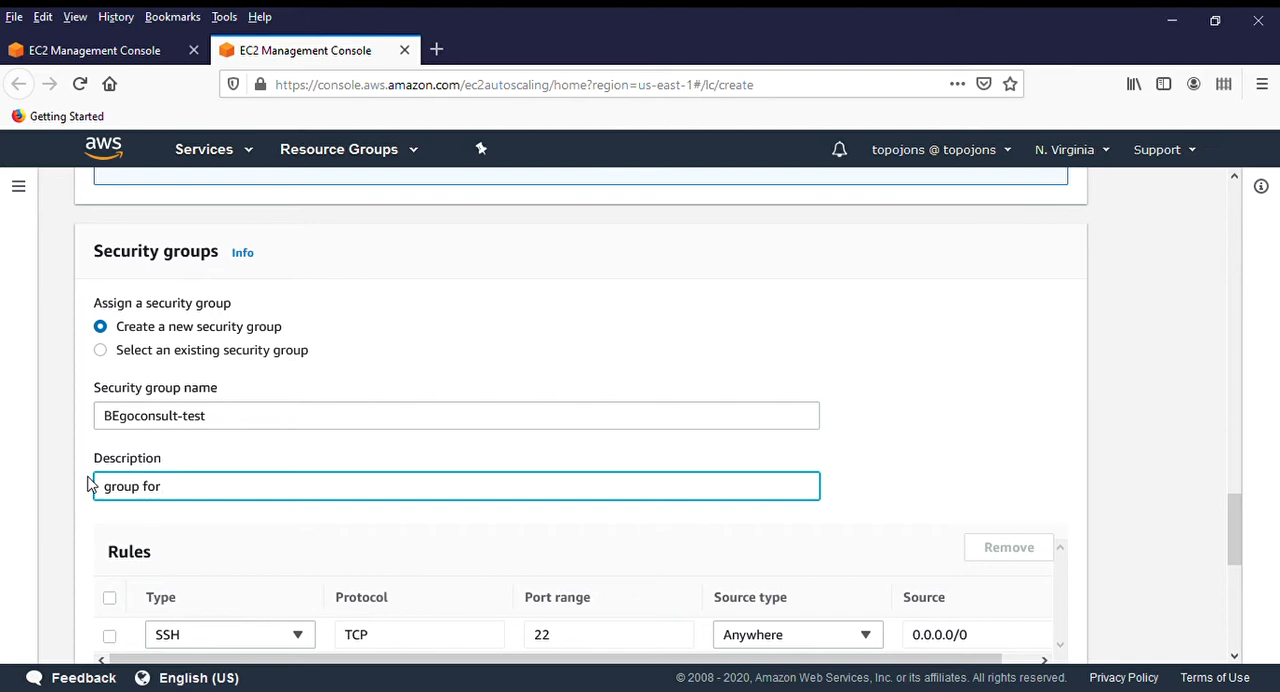 File Edit View History Bookmarks Tools Help
EC2 Management Console EC2 Management Console
https://console.aws.amazon.com/ec2autoscaling/home?region=us-east-1#/lc/create
Getting Started
aws Services Resource Groups topojons @ topojons N. Virginia Support
Security groups Info
Assign a security group
Create a new security group
Select an existing security group
Security group name
BEgoconsult-test
Description
group for
Rules Remove
Type Protocol Port range Source type Source
SSH TCP 22 Anywhere 0.0.0.0/0
Feedback English (US) © 2008 - 2020, Amazon Web Services, Inc. or its affiliates. All rights reserved. Privacy Policy Terms of Use